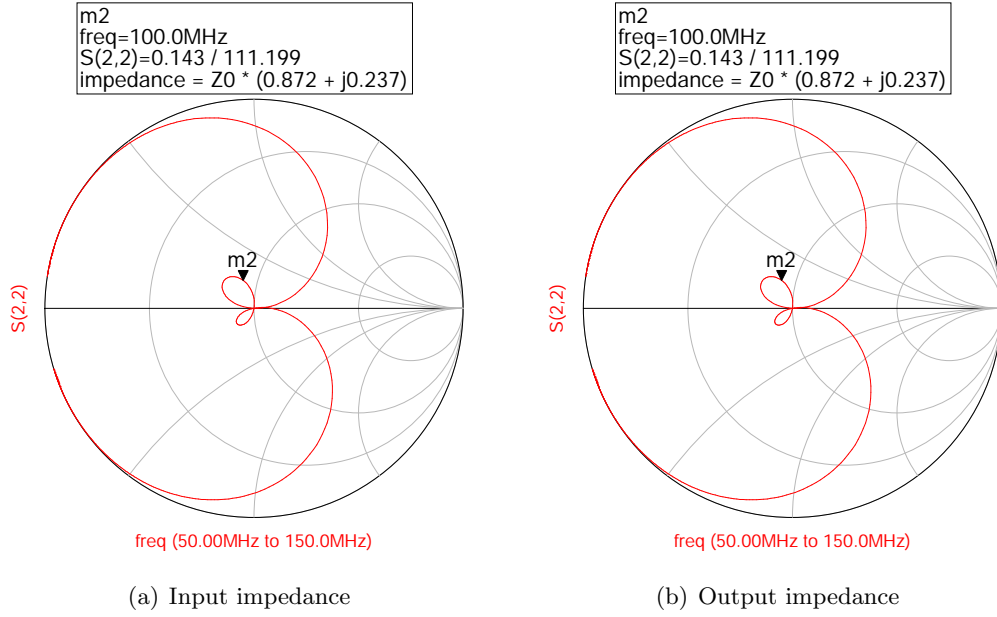 m2
freq=100.0MHz
S(2,2)=0.143 / 111.199
impedance = Z0 * (0.872 + j0.237)
m2
S(2,2)
freq (50.00MHz to 150.0MHz)
(a) Input impedance
m2
freq=100.0MHz
S(2,2)=0.143 / 111.199
impedance = Z0 * (0.872 + j0.237)
m2
S(2,2)
freq (50.00MHz to 150.0MHz)
(b) Output impedance